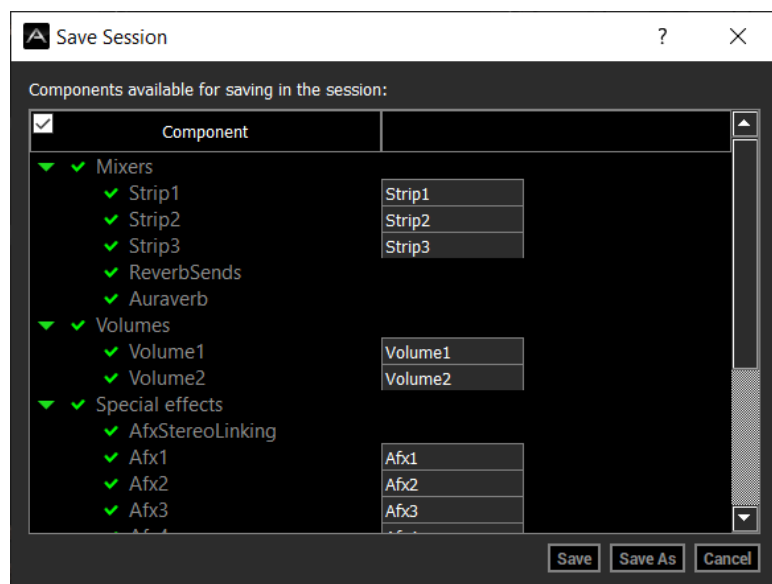 Save Session ?
Components available for saving in the session:
Component
Mixers
Strip1 Strip1
Strip2 Strip2
Strip3 Strip3
ReverbSends
Auraverb
Volumes
Volume1 Volume1
Volume2 Volume2
Special effects
AfxStereoLinking
Afx1 Afx1
Afx2 Afx2
Afx3 Afx3
Save Save As Cancel